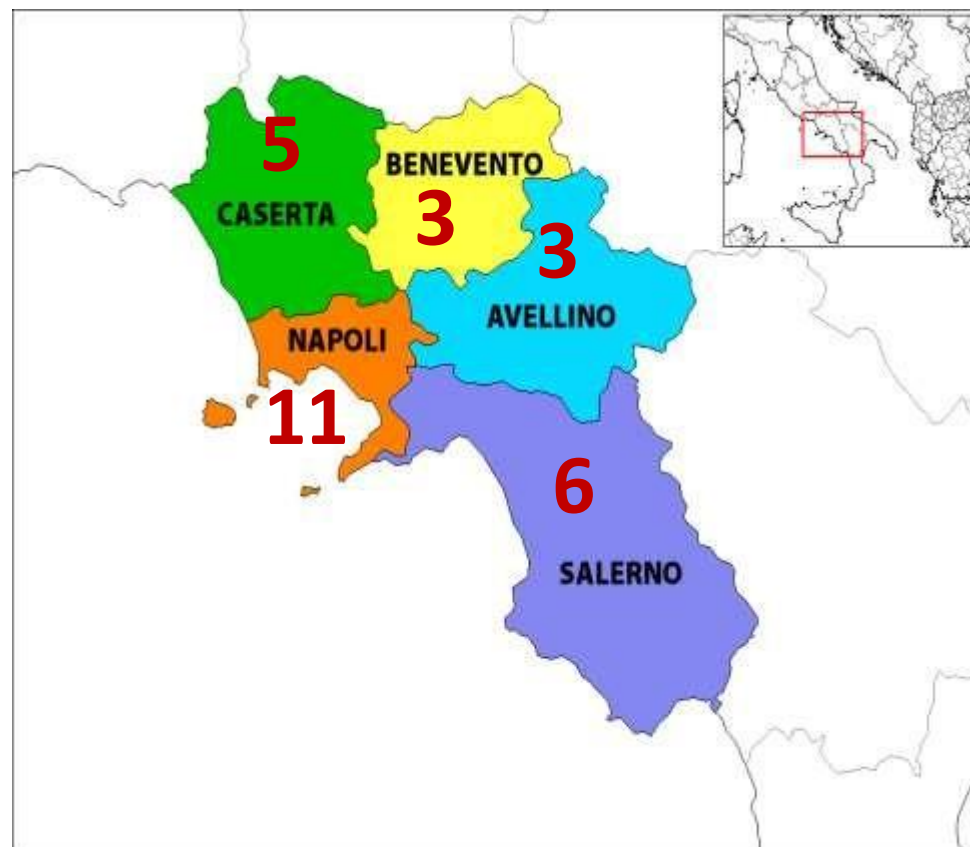 5
BENEVENTO
CASERTA
3
3
AVELLINO
NAPOLI
11
6
SALERNO